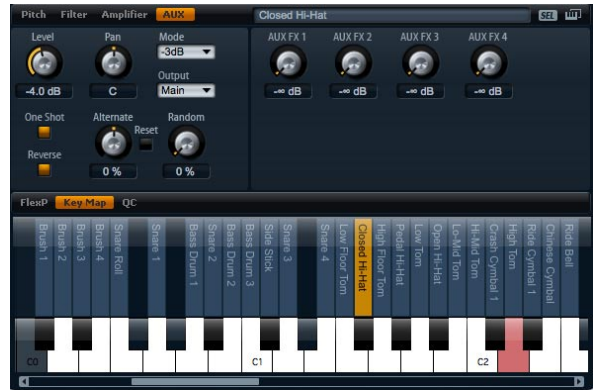 Pitch Filter Amplifier AUX Closed Hi-Hat SEL
Level Pan Mode AUX FX 1 AUX FX 2 AUX FX 3 AUX FX 4
-3dB
Output
-4.0 dB C Main -∞ dB -∞ dB -∞ dB -∞ dB
One Shot Alternate Random
Reset
Reverse
0 % 0 %
FlexP Key Map QC
Brush 1
Brush 2
Brush 3
Brush 4
Snare Roll
Snare 1
Bass Drum 1
Snare 2
Bass Drum 2
Bass Drum 3
Side Stick
Snare 3
Snare 4
Low Floor Tom
Closed Hi-Hat
High Floor Tom
Pedal Hi-Hat
Low Tom
Open Hi-Hat
Lo-Mid Tom
Hi-Mid Tom
Crash Cymbal 1
High Tom
Ride Cymbal 1
Chinese Cymbal
Ride Bell
C0 C1 C2